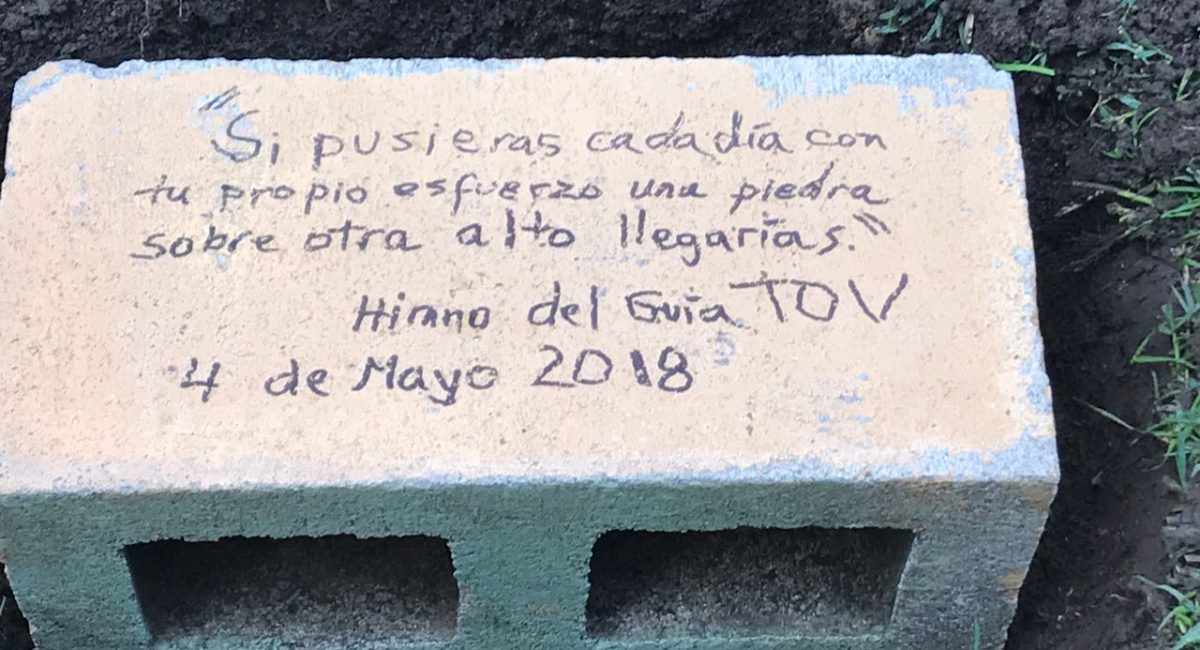 "Si pusieras cada día con
tu propio esfuerzo una piedra
sobre otra alto llegarías."
Himno del Guía TOV
4 de Mayo 2018